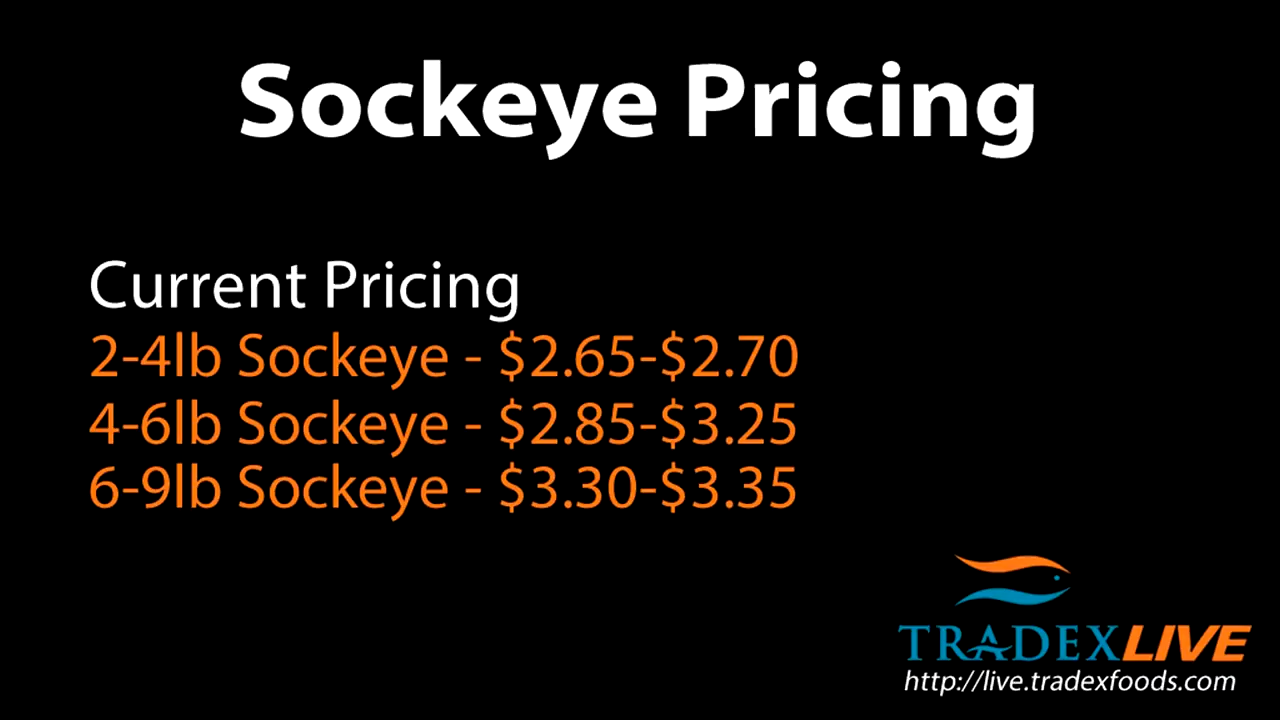 Sockeye Pricing
Current Pricing
2-4lb Sockeye - $2.65-$2.70
4-6lb Sockeye - $2.85-$3.25
6-9lb Sockeye - $3.30-$3.35
TRADEXLIVE
http://live.tradexfoods.com